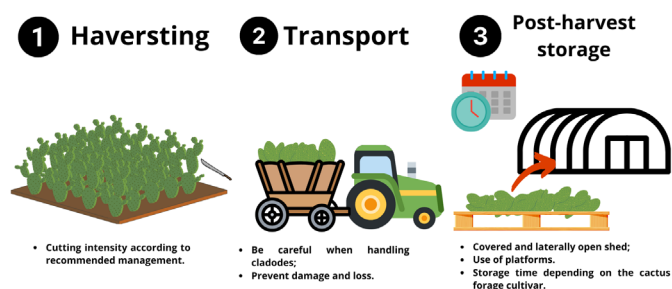 1 Haversting
• Cutting intensity according to
recommended management.
2 Transport
• Be careful when handling
cladodes;
• Prevent damage and loss.
3 Post-harvest
storage
• Covered and laterally open shed;
• Use of platforms.
• Storage time depending on the cactus
forage cultivar.